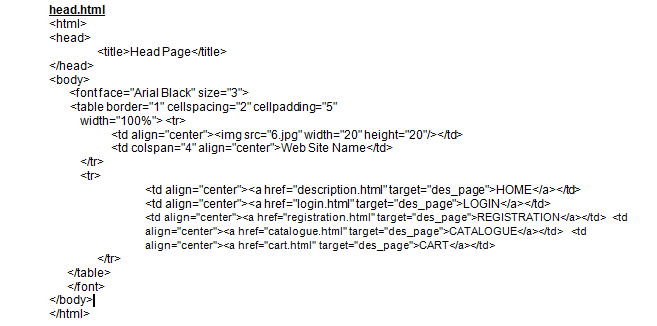 head.html
<html>
<head>
<title>Head Page</title>
</head>
<body>
<font face="Arial Black" size="3">
<table border="1" cellspacing="2" cellpadding="5"
width="100%"> <tr>
<td align="center"><img src="6.jpg" width="20" height="20"/></td>
<td colspan="4" align="center">Web Site Name</td>
</tr>
<tr>
<td align="center"><a href="description.html" target="des_page">HOME</a></td>
<td align="center"><a href="login.html" target="des_page">LOGIN</a></td>
<td align="center"><a href="registration.html" target="des_page">REGISTRATION</a></td> <td
align="center"><a href="catalogue.html" target="des_page">CATALOGUE</a></td> <td
align="center"><a href="cart.html" target="des_page">CART</a></td>
</tr>
</table>
</font>
</body>
</html>